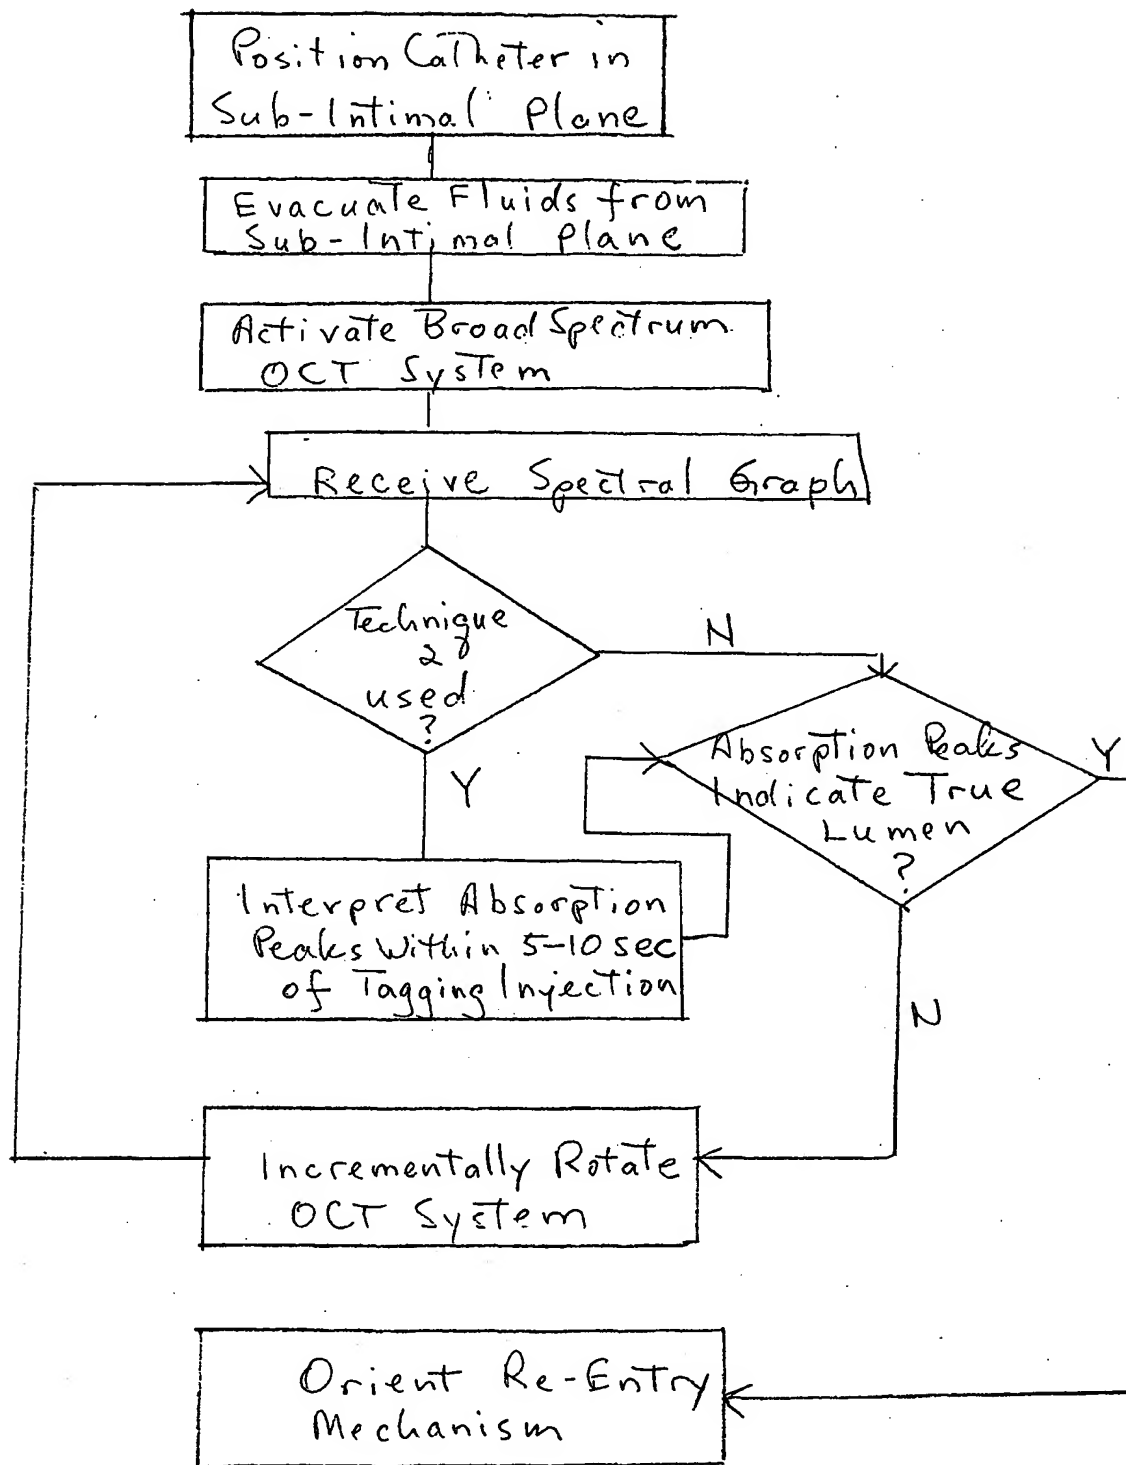 Position Catheter in
Sub-Intimal Plane
Evacuate Fluids from
Sub-Intimal Plane
Activate Broad Spectrum
OCT System
Receive Spectral Graph
Technique
2
used
?
N
Y
Absorption Peaks
Indicate True
Lumen
?
Y
N
Interpret Absorption
Peaks Within 5-10 sec
of Tagging Injection
Incrementally Rotate
OCT System
Orient Re-Entry
Mechanism